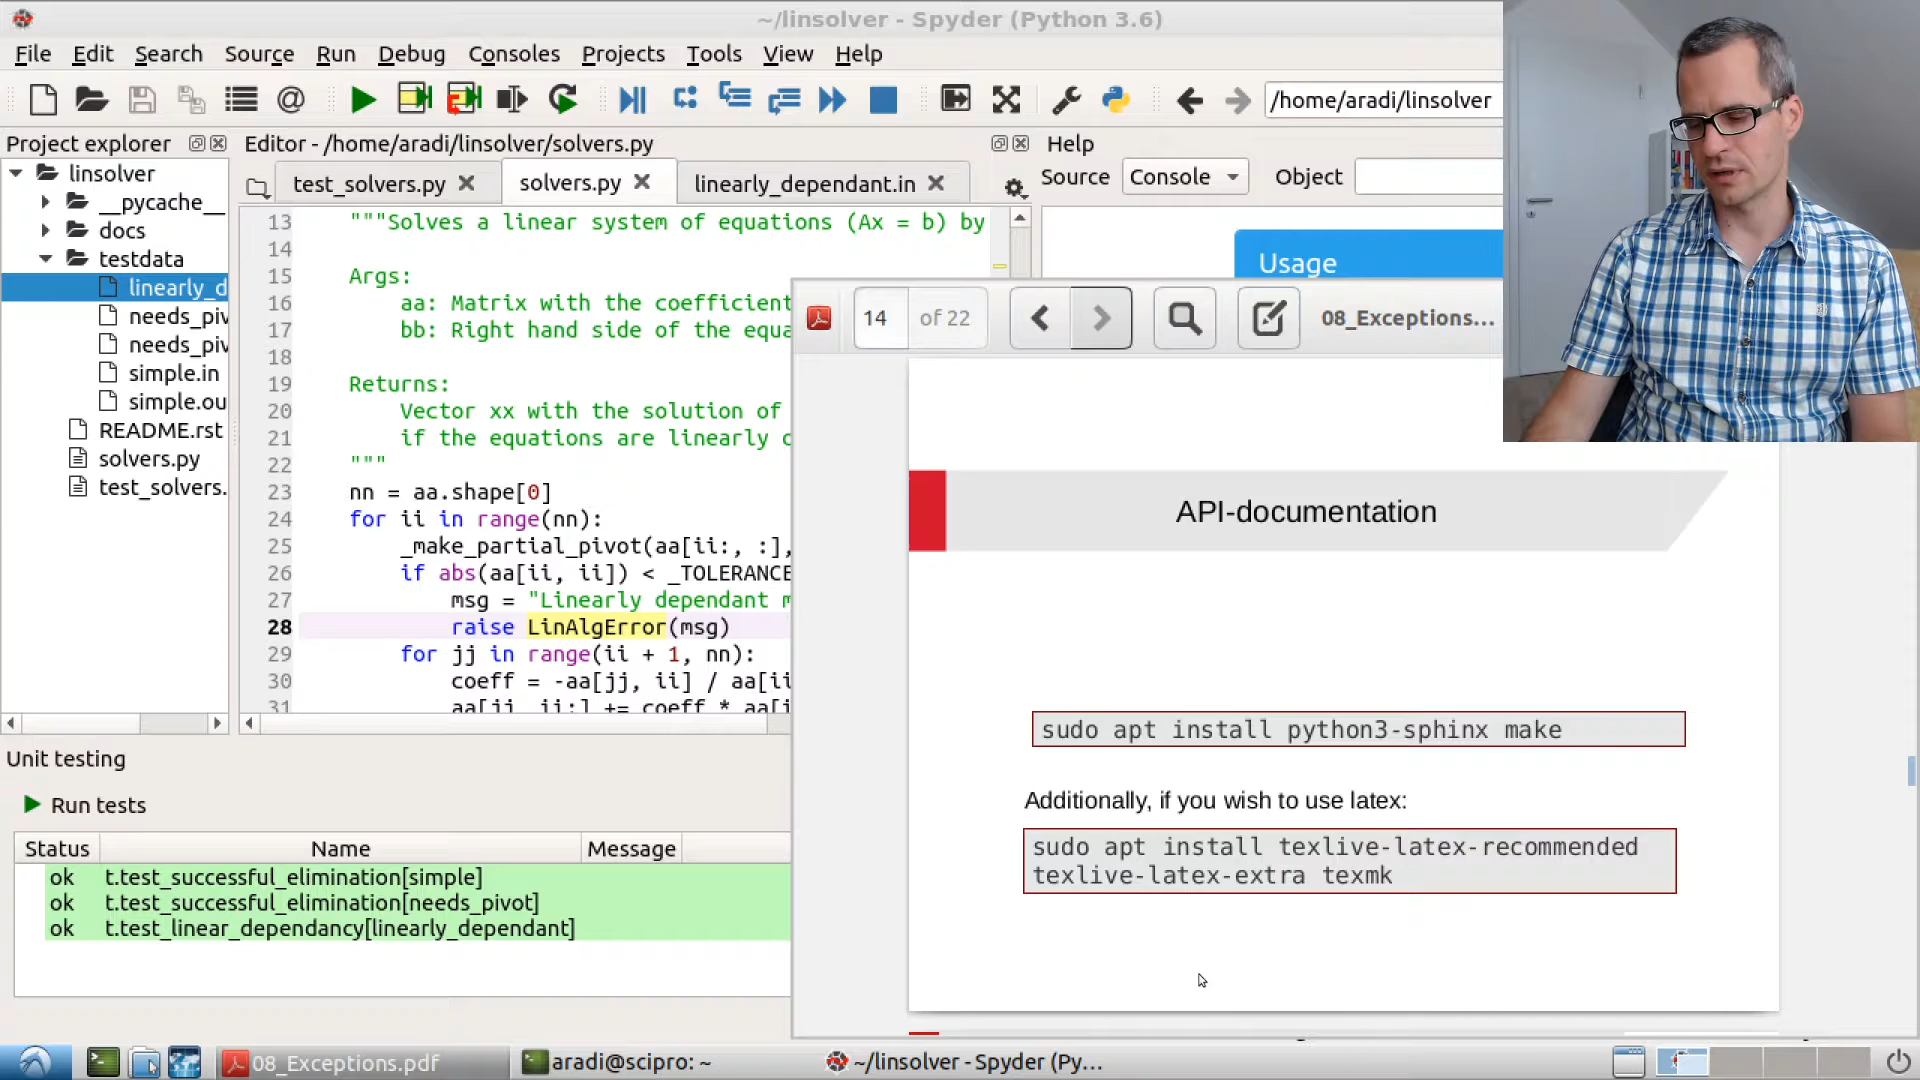 ~/linsolver - Spyder (Python 3.6)
File Edit Search Source Run Debug Consoles Projects Tools View Help
/home/aradi/linsolver
Project explorer
linsolver
__pycache__
docs
testdata
linearly_d
needs_piv
needs_piv
simple.in
simple.ou
README.rst
solvers.py
test_solvers.
Editor - /home/aradi/linsolver/solvers.py
test_solvers.py
solvers.py
linearly_dependant.in
13 """Solves a linear system of equations (Ax = b) by
14
15 Args:
16 aa: Matrix with the coefficient
17 bb: Right hand side of the equa
18
19 Returns:
20 Vector xx with the solution of
21 if the equations are linearly
22 """
23 nn = aa.shape[0]
24 for ii in range(nn):
25 _make_partial_pivot(aa[ii:, :],
26 if abs(aa[ii, ii]) < _TOLERANCE
27 msg = "Linearly dependant m
28 raise LinAlgError(msg)
29 for jj in range(ii + 1, nn):
30 coeff = -aa[jj, ii] / aa[ii
31 aa[jj, ii:] += coeff * aa[i
Help
Source Console Object
Usage
14 of 22
08_Exceptions...
API-documentation
sudo apt install python3-sphinx make
Additionally, if you wish to use latex:
sudo apt install texlive-latex-recommended
texlive-latex-extra texmk
Unit testing
Run tests
Status Name Message
ok t.test_successful_elimination[simple]
ok t.test_successful_elimination[needs_pivot]
ok t.test_linear_dependancy[linearly_dependant]
08_Exceptions.pdf
aradi@scipro: ~
~/linsolver - Spyder (Py...